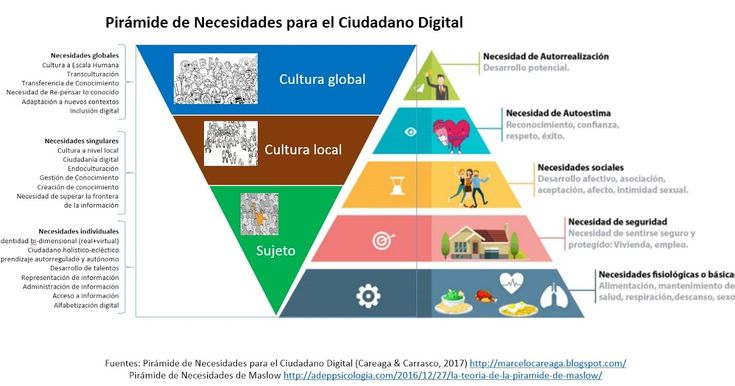 Pirámide de Necesidades para el Ciudadano Digital
Necesidades globales
Cultura a Escala Humana
Transculturación
Transferencia de Conocimiento
Necesidad de Re-pensar lo conocido
Adaptación a nuevos contextos
Inclusión digital
Necesidades singulares
Cultura a nivel local
Ciudadanía digital
Endoculturación
Gestión de Conocimiento
Creación de conocimiento
Necesidad de superar la frontera
de la información
Necesidades individuales
dentidad bi-dimensional (real+virtual)
Ciudadano holístico-ecléctico
prendizaje autorregulado y autónomo
Desarrollo de talentos
Representación de información
Administración de información
Acceso a información
Alfabetización digital
Cultura global
Cultura local
Sujeto
Necesidad de Autorrealización
Desarrollo potencial.
Necesidad de Autoestima
Reconocimiento, confianza,
respeto, éxito.
Necesidades sociales
Desarrollo afectivo, asociación,
aceptación, afecto, intimidad sexual.
Necesidad de seguridad
Necesidad de sentirse seguro y
protegido: Vivienda, empleo.
Necesidades fisiológicas o básicas
Alimentación, mantenimiento de
salud, respiración,descanso, sexo
Fuentes: Pirámide de Necesidades para el Ciudadano Digital (Careaga & Carrasco, 2017) http://marcelocareaga.blogspot.com/
Pirámide de Necesidades de Maslow http://adeppsicologia.com/2016/12/27/la-teoria-de-la-piramide-de-maslow/